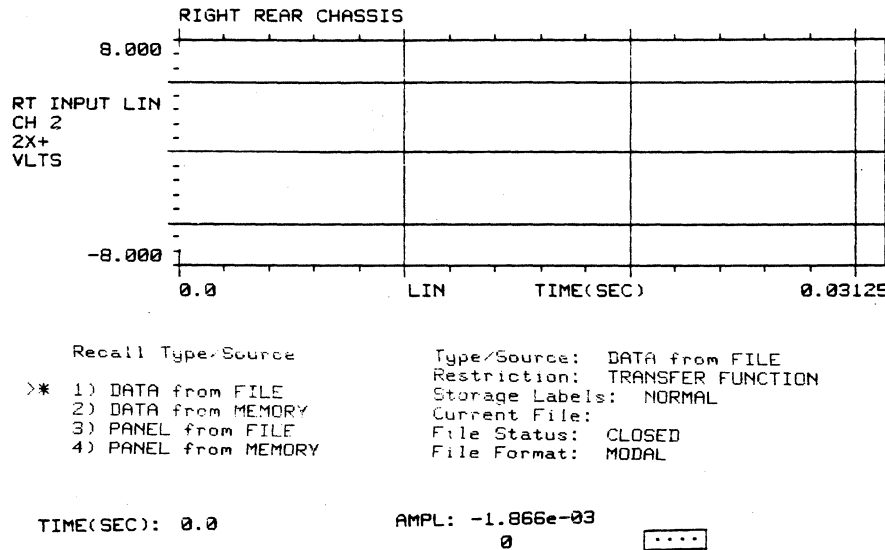 RIGHT REAR CHASSIS
8.000
RT INPUT LIN
CH 2
2X+
VLTS
-8.000
0.0 LIN TIME(SEC) 0.03125
Recall Type/Source
>* 1) DATA from FILE
2) DATA from MEMORY
3) PANEL from FILE
4) PANEL from MEMORY
Type/Source: DATA from FILE
Restriction: TRANSFER FUNCTION
Storage Labels: NORMAL
Current File:
File Status: CLOSED
File Format: MODAL
TIME(SEC): 0.0
AMPL: -1.866e-03
0
....